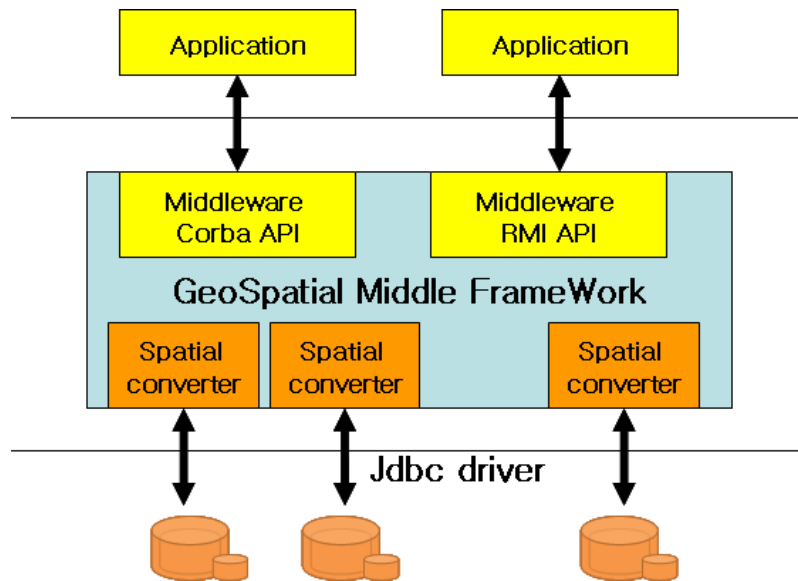 Application
Application
Middleware
Corba API
Middleware
RMI API
GeoSpatial Middle FrameWork
Spatial
converter
Spatial
converter
Spatial
converter
Jdbc driver